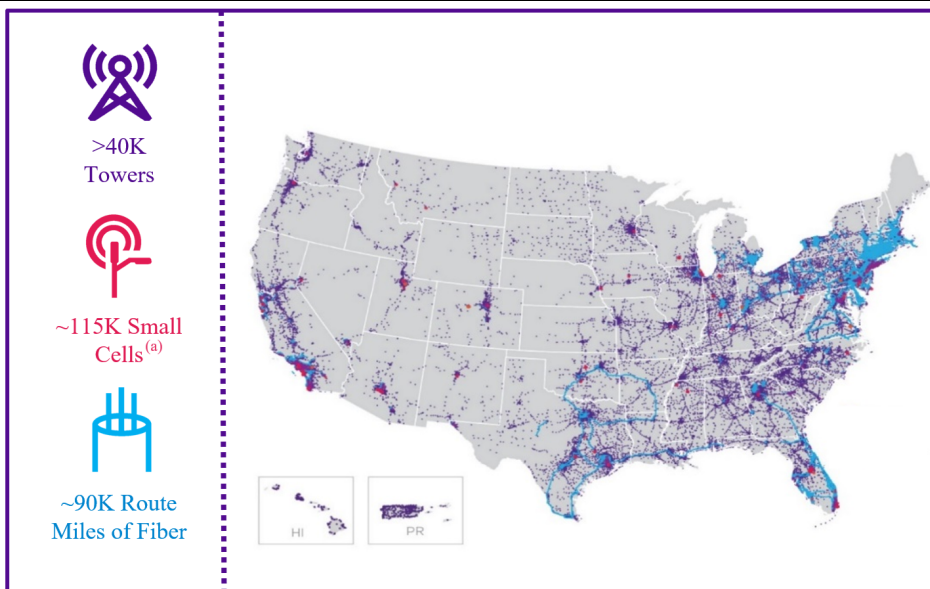 >40K
Towers
~115K Small
Cells(a)
~90K Route
Miles of Fiber
HI
PR